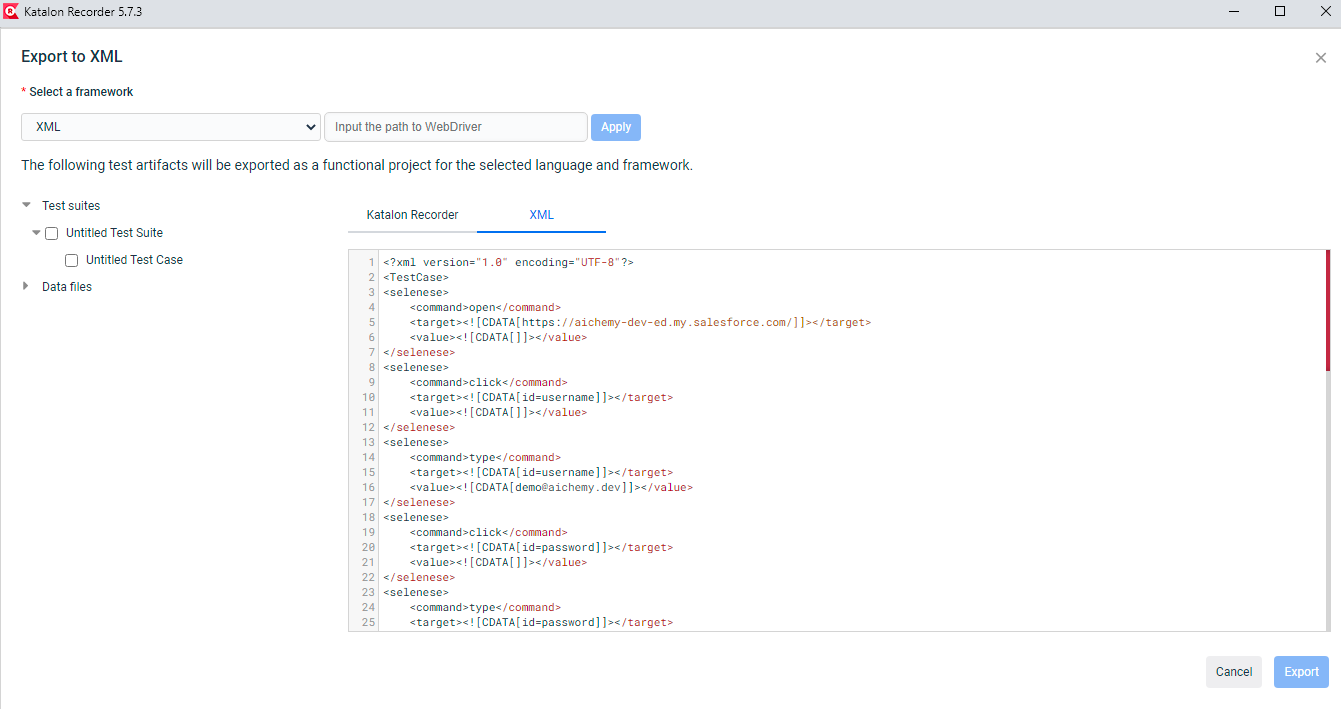 Katalon Recorder 5.7.3
Export to XML
* Select a framework
XML
Input the path to WebDriver
Apply
The following test artifacts will be exported as a functional project for the selected language and framework.
Test suites
Untitled Test Suite
Untitled Test Case
Data files
Katalon Recorder
XML
1 <?xml version="1.0" encoding="UTF-8"?>
2 <TestCase>
3 <selenese>
4     <command>open</command>
5     <target><![CDATA[https://aichemy-dev-ed.my.salesforce.com/]]></target>
6     <value><![CDATA[]]></value>
7 </selenese>
8 <selenese>
9     <command>click</command>
10     <target><![CDATA[id=username]]></target>
11     <value><![CDATA[]]></value>
12 </selenese>
13 <selenese>
14     <command>type</command>
15     <target><![CDATA[id=username]]></target>
16     <value><![CDATA[demo@aichemy.dev]]></value>
17 </selenese>
18 <selenese>
19     <command>click</command>
20     <target><![CDATA[id=password]]></target>
21     <value><![CDATA[]]></value>
22 </selenese>
23 <selenese>
24     <command>type</command>
25     <target><![CDATA[id=password]]></target>
Cancel
Export